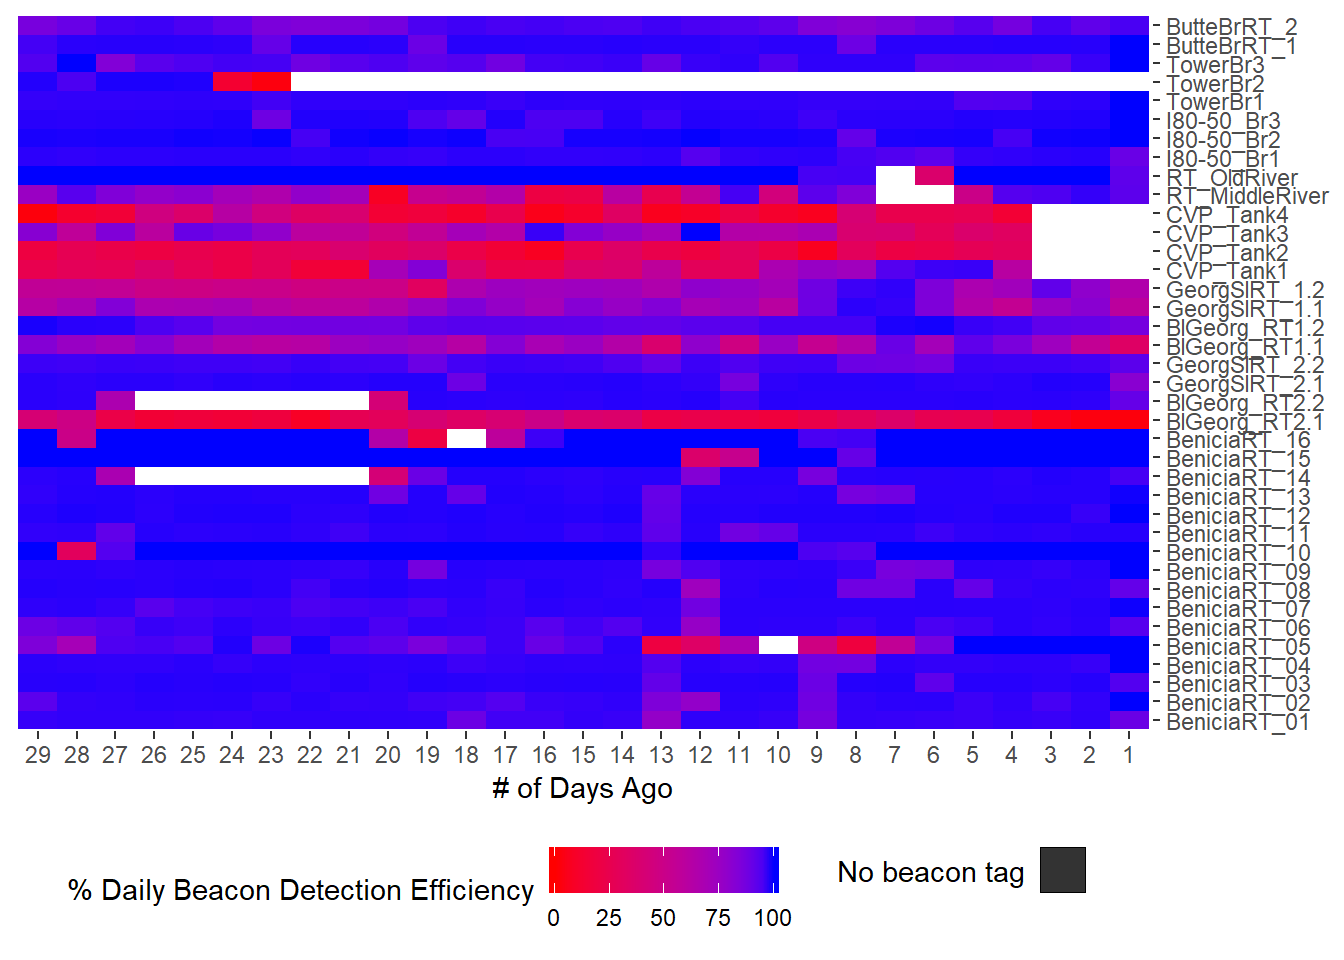 ButteBrRT_2
ButteBrRT_1
TowerBr3
TowerBr2
TowerBr1
I80-50_Br3
I80-50_Br2
I80-50_Br1
RT_OldRiver
RT_MiddleRiver
CVP_Tank4
CVP_Tank3
CVP_Tank2
CVP_Tank1
GeorgSlRT_1.2
GeorgSlRT_1.1
BlGeorg_RT1.2
BlGeorg_RT1.1
GeorgSlRT_2.2
GeorgSlRT_2.1
BlGeorg_RT2.2
BlGeorg_RT2.1
BeniciaRT_16
BeniciaRT_15
BeniciaRT_14
BeniciaRT_13
BeniciaRT_12
BeniciaRT_11
BeniciaRT_10
BeniciaRT_09
BeniciaRT_08
BeniciaRT_07
BeniciaRT_06
BeniciaRT_05
BeniciaRT_04
BeniciaRT_03
BeniciaRT_02
BeniciaRT_01
29 28 27 26 25 24 23 22 21 20 19 18 17 16 15 14 13 12 11 10 9 8 7 6 5 4 3 2 1
# of Days Ago
% Daily Beacon Detection Efficiency
0 25 50 75 100
No beacon tag